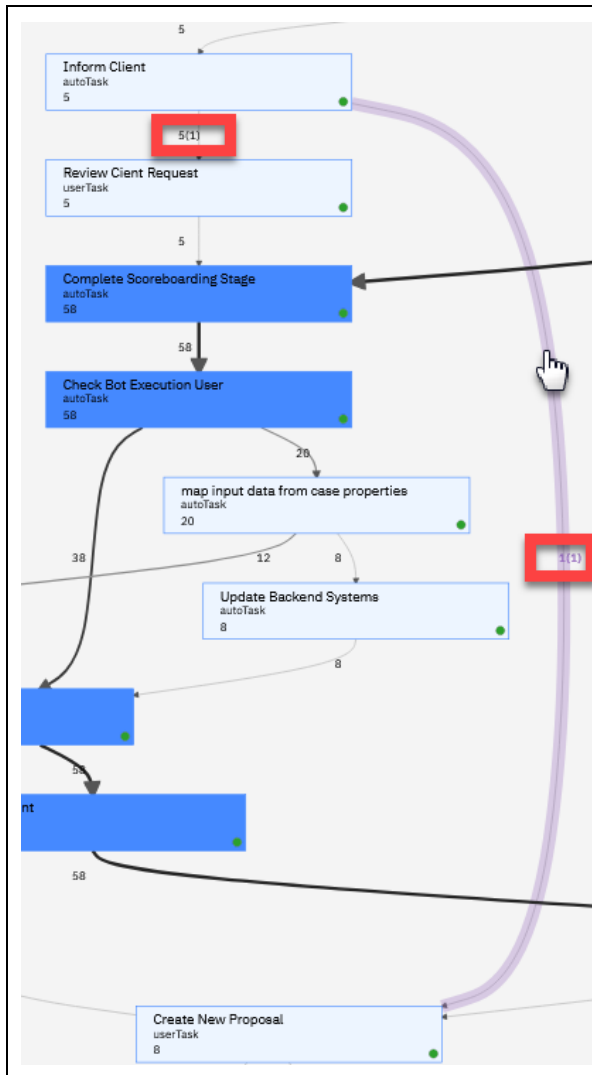 5
Inform Client
autoTask
5
5(1)
Review Cient Request
userTask
5
5
Complete Scoreboarding Stage
autoTask
58
58
Check Bot Execution User
autoTask
58
20
map input data from case properties
autoTask
20
38
12
8
1(1)
Update Backend Systems
autoTask
8
8
58
nt
58
Create New Proposal
userTask
8